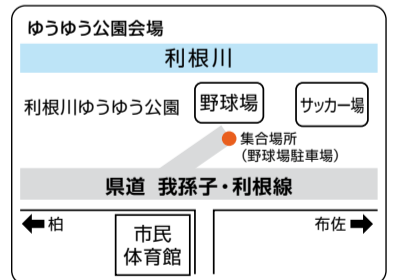 ゆうゆう公園会場
利根川
利根川ゆうゆう公園
野球場
サッカー場
集合場所
(野球場駐車場)
県道 我孫子・利根線
柏
市民
体育館
布佐